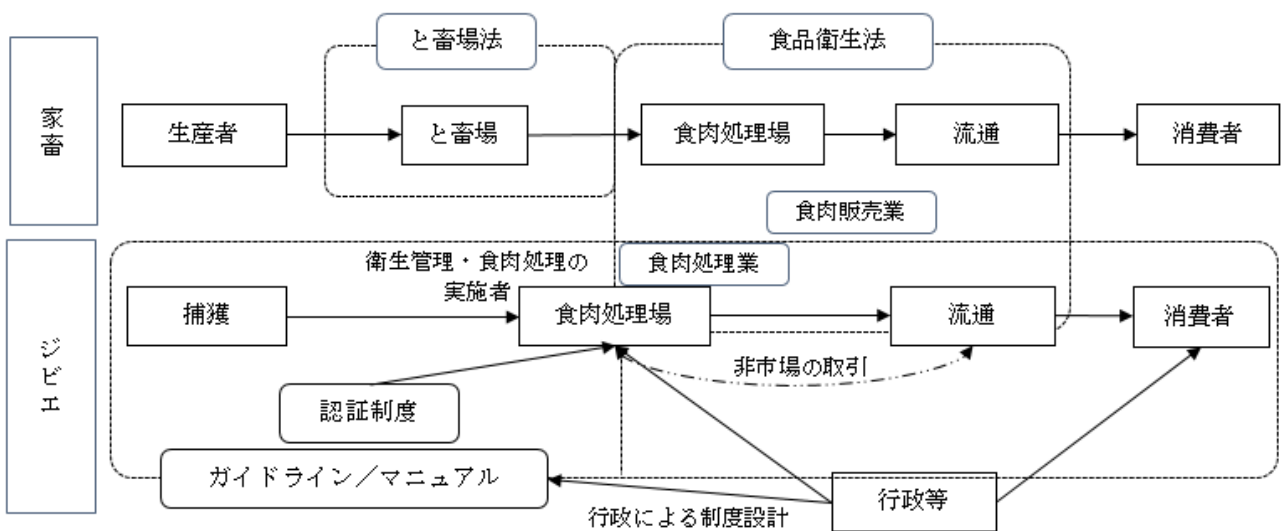 と畜場法
食品衛生法
家畜
生産者
と畜場
食肉処理場
流通
消費者
食肉販売業
ジビエ
衛生管理・食肉処理の
実施者
食肉処理業
捕獲
食肉処理場
流通
消費者
非市場の取引
認証制度
ガイドライン／マニュアル
行政等
行政による制度設計